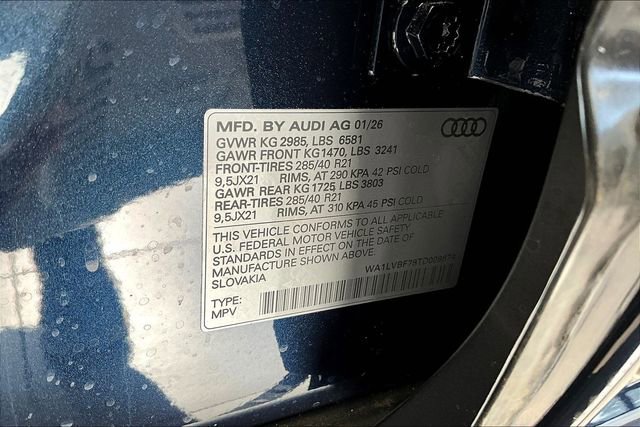 MFD. BY AUDI AG 01/26
GVWR KG 2985, LBS 6581
GAWR FRONT KG1470, LBS 3241
FRONT-TIRES 285/40 R21
9,5JX21 RIMS, AT 290 KPA 42 PSI COLD
GAWR REAR KG 1725, LBS 3803
REAR-TIRES 285/40 R21
9,5JX21 RIMS, AT 310 KPA 45 PSI COLD
THIS VEHICLE CONFORMS TO ALL APPLICABLE
U.S. FEDERAL MOTOR VEHICLE SAFETY
STANDARDS IN EFFECT ON THE DATE OF
MANUFACTURE SHOWN ABOVE.
SLOVAKIA
TYPE:
MPV